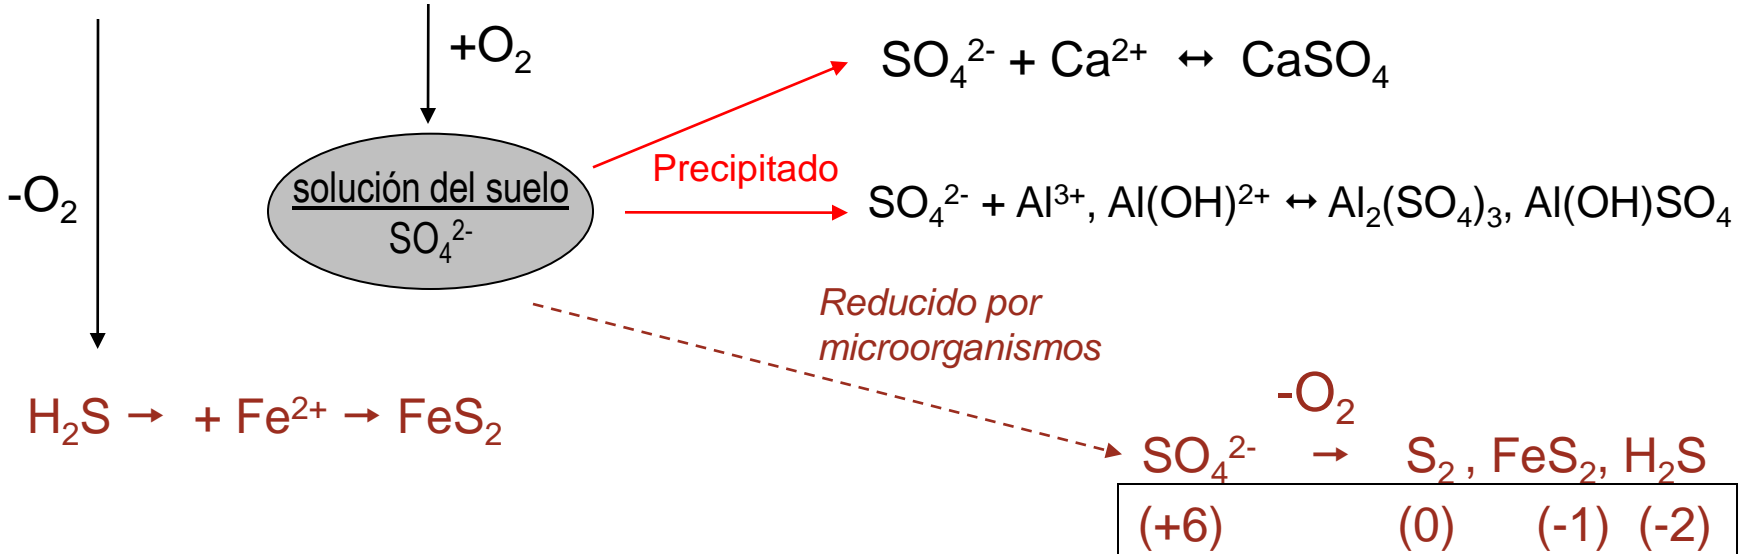 +O₂
SO₄²⁻ + Ca²⁺ ↔ CaSO₄
-O₂
solución del suelo
SO₄²⁻
Precipitado
SO₄²⁻ + Al³⁺, Al(OH)²⁺ ↔ Al₂(SO₄)₃, Al(OH)SO₄
Reducido por
microorganismos
H₂S → + Fe²⁺ → FeS₂
-O₂
SO₄²⁻ → S₂ , FeS₂, H₂S
(+6) (0) (-1) (-2)